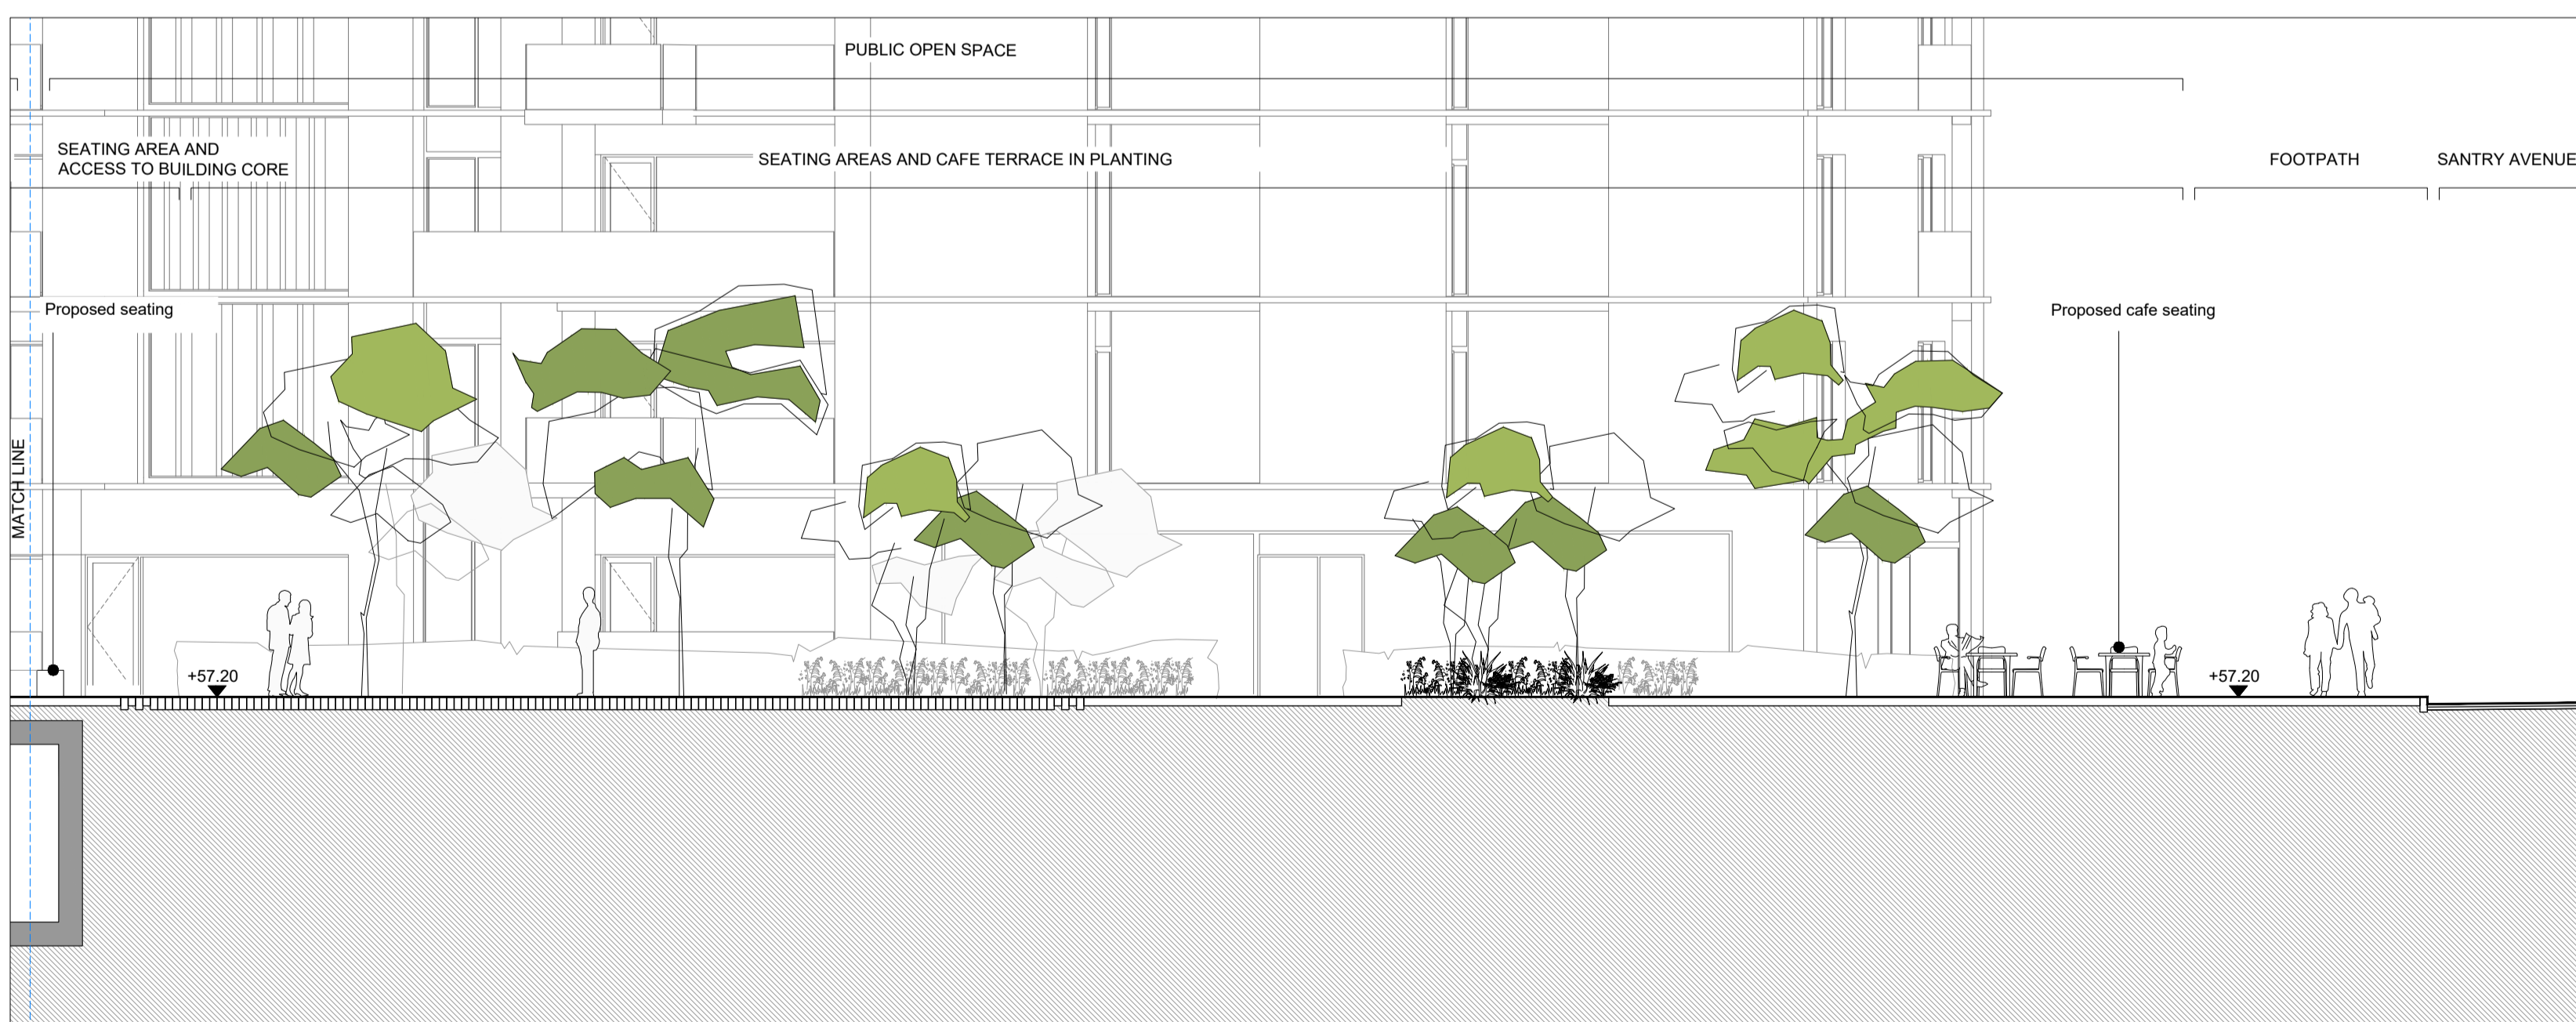 PUBLIC OPEN SPACE
SEATING AREA AND
ACCESS TO BUILDING CORE
SEATING AREAS AND CAFE TERRACE IN PLANTING
FOOTPATH
SANTRY AVENUE
Proposed seating
Proposed cafe seating
MATCH LINE
+57.20
+57.20